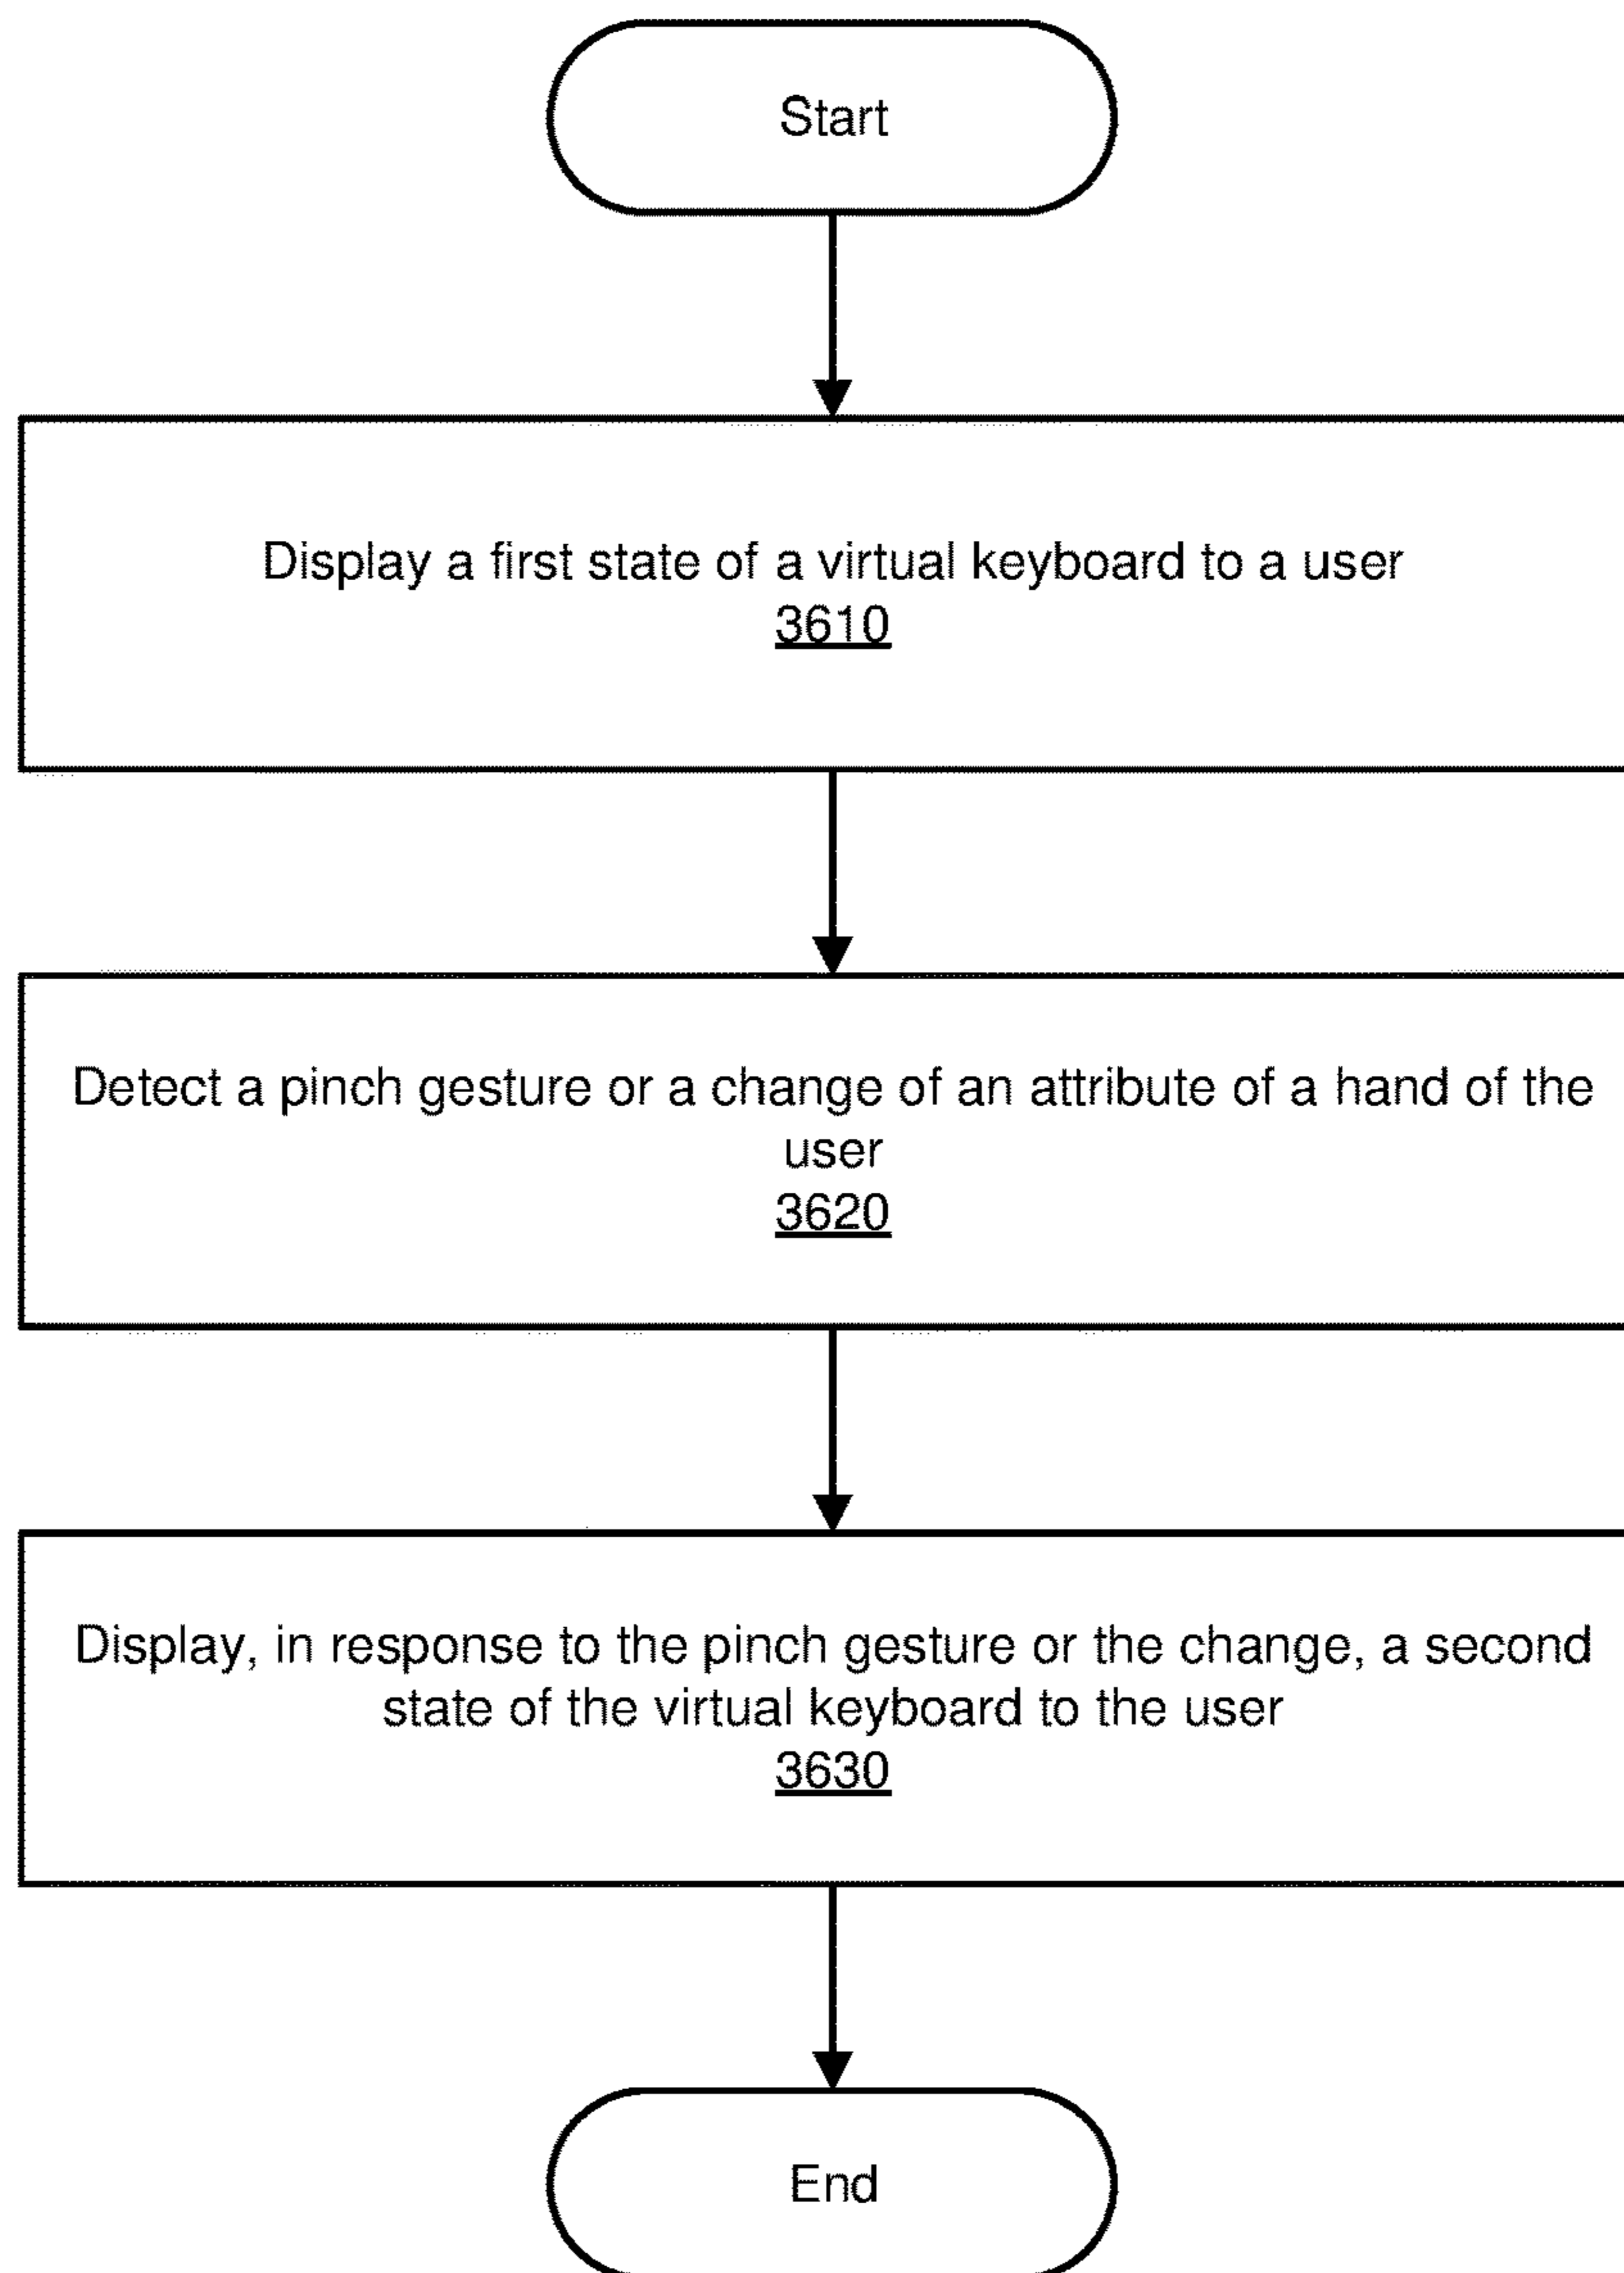 Start
Display a first state of a virtual keyboard to a user
3610
Detect a pinch gesture or a change of an attribute of a hand of the
user
3620
Display, in response to the pinch gesture or the change, a second
state of the virtual keyboard to the user
3630
End